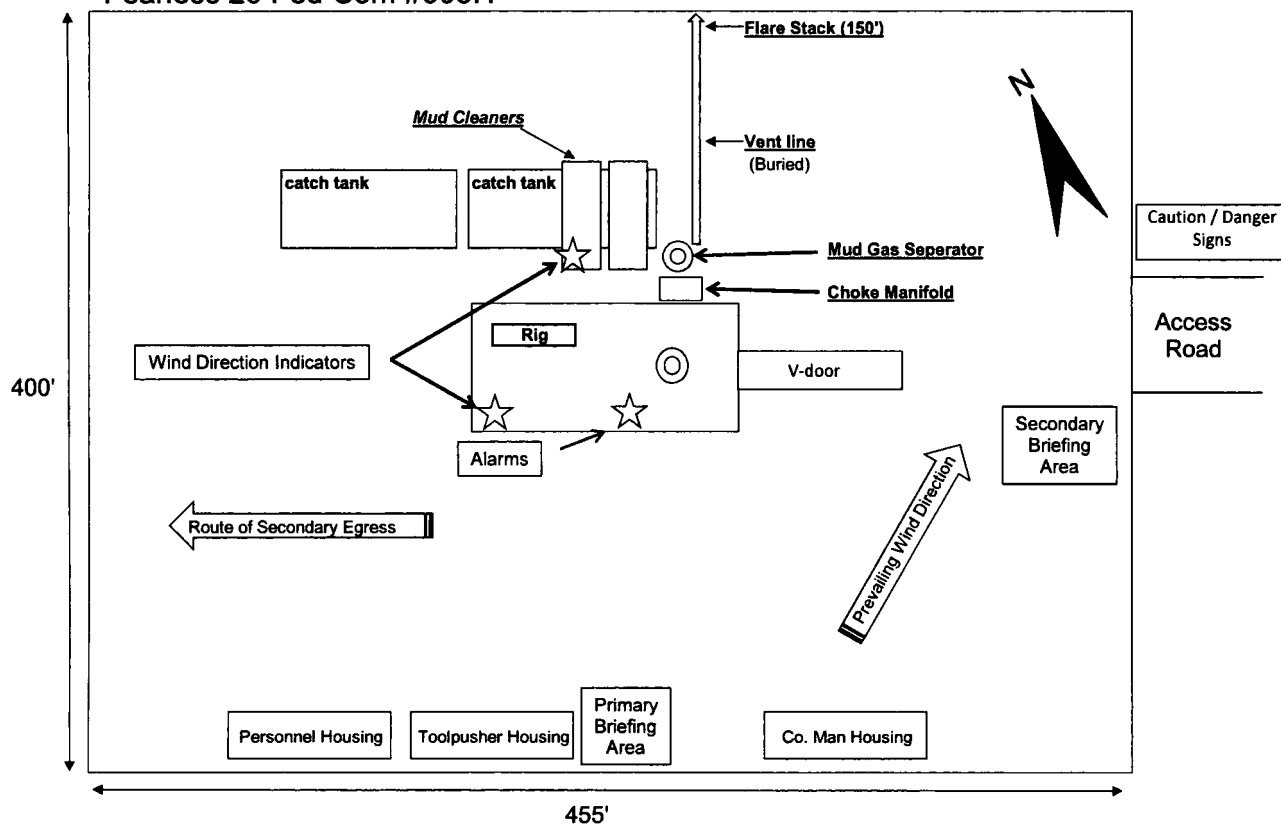 Flare Stack (150')
N
Mud Cleaners
Vent line
(Buried)
catch tank
catch tank
Caution / Danger
Signs
Mud Gas Seperator
Choke Manifold
Access
Road
Rig
Wind Direction Indicators
V-door
400'
Secondary
Briefing
Area
Alarms
Prevailing Wind Direction
Route of Secondary Egress
Primary
Briefing
Area
Personnel Housing
Toolpusher Housing
Co. Man Housing
455'